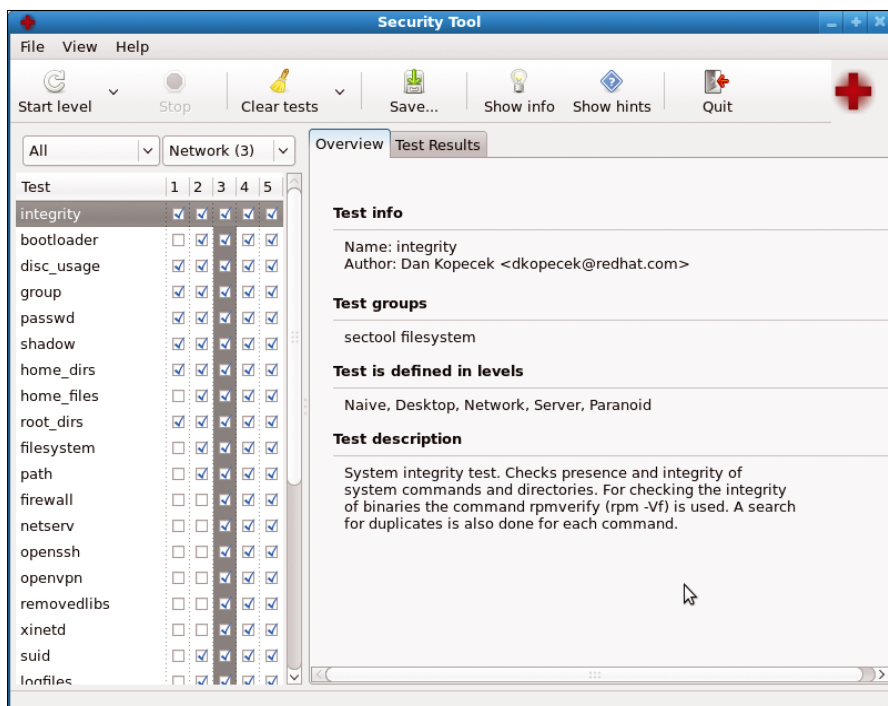 Security Tool
File View Help
Start level Stop Clear tests Save... Show info Show hints Quit
All Network (3)
Overview Test Results
Test 1 2 3 4 5
integrity
bootloader
disc_usage
group
passwd
shadow
home_dirs
home_files
root_dirs
filesystem
path
firewall
netserv
openssh
openvpn
removedlibs
xinetd
suid
logfiles
Test info
Name: integrity
Author: Dan Kopecek <dkopecek@redhat.com>
Test groups
sectool filesystem
Test is defined in levels
Naive, Desktop, Network, Server, Paranoid
Test description
System integrity test. Checks presence and integrity of
system commands and directories. For checking the integrity
of binaries the command rpmverify (rpm -Vf) is used. A search
for duplicates is also done for each command.